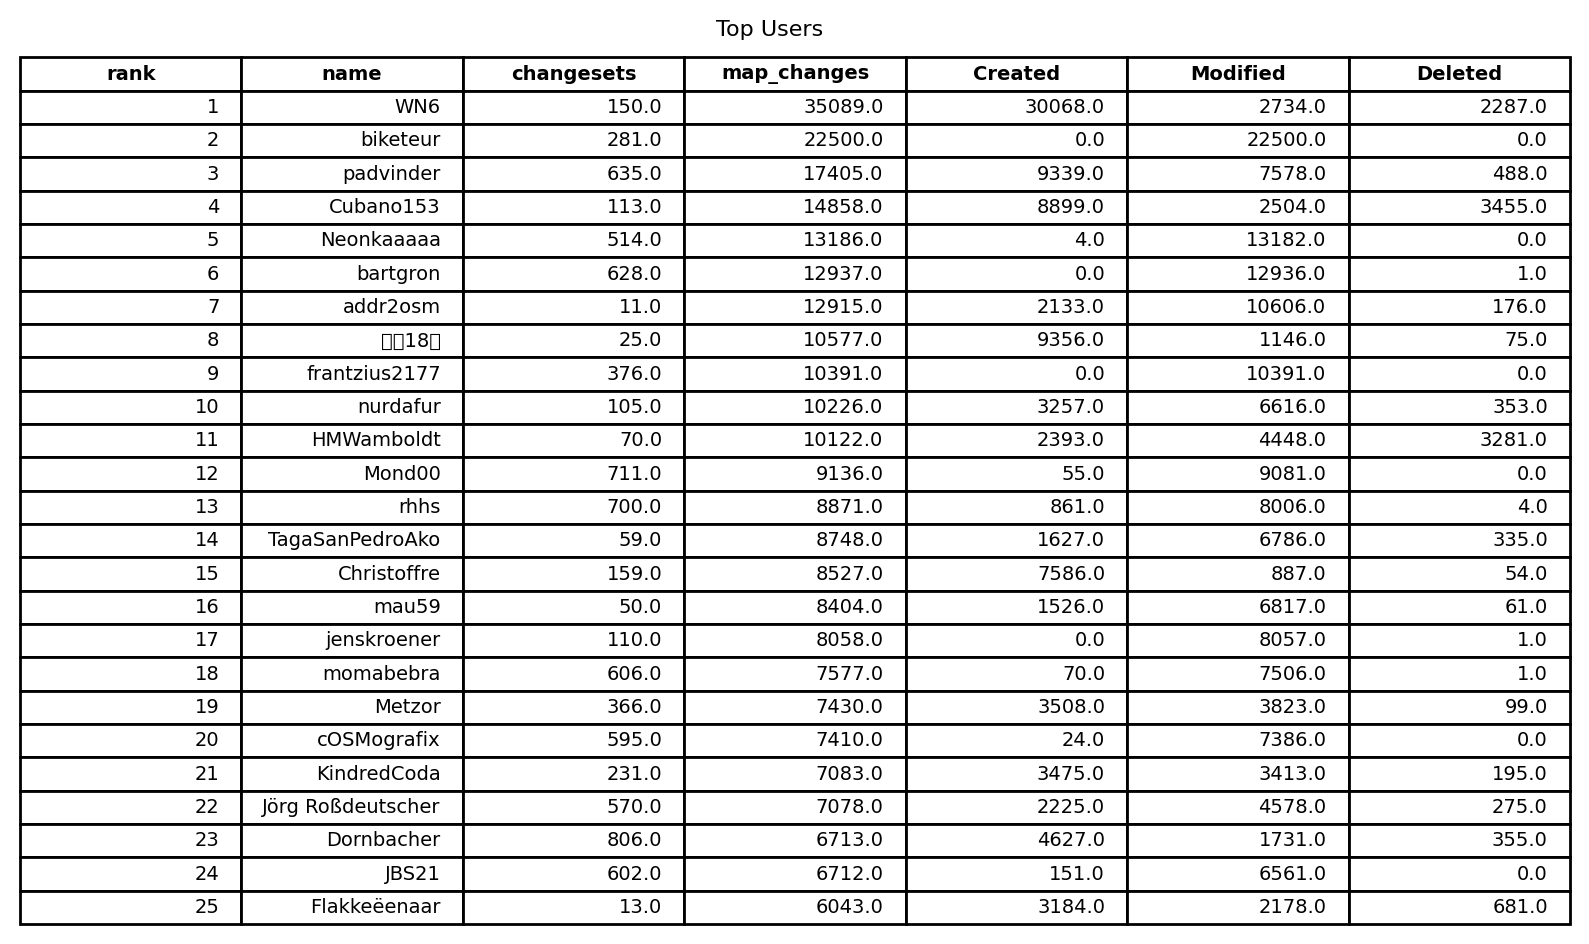 Top Users
rank name changesets map_changes Created Modified Deleted
1 WN6 150.0 35089.0 30068.0 2734.0 2287.0
2 biketeur 281.0 22500.0 0.0 22500.0 0.0
3 padvinder 635.0 17405.0 9339.0 7578.0 488.0
4 Cubano153 113.0 14858.0 8899.0 2504.0 3455.0
5 Neonkaaaaa 514.0 13186.0 4.0 13182.0 0.0
6 bartgron 628.0 12937.0 0.0 12936.0 1.0
7 addr2osm 11.0 12915.0 2133.0 10606.0 176.0
8 18 25.0 10577.0 9356.0 1146.0 75.0
9 frantzius2177 376.0 10391.0 0.0 10391.0 0.0
10 nurdafur 105.0 10226.0 3257.0 6616.0 353.0
11 HMWamboldt 70.0 10122.0 2393.0 4448.0 3281.0
12 Mond00 711.0 9136.0 55.0 9081.0 0.0
13 rhhs 700.0 8871.0 861.0 8006.0 4.0
14 TagaSanPedroAko 59.0 8748.0 1627.0 6786.0 335.0
15 Christoffre 159.0 8527.0 7586.0 887.0 54.0
16 mau59 50.0 8404.0 1526.0 6817.0 61.0
17 jenskroener 110.0 8058.0 0.0 8057.0 1.0
18 momabebra 606.0 7577.0 70.0 7506.0 1.0
19 Metzor 366.0 7430.0 3508.0 3823.0 99.0
20 cOSMografix 595.0 7410.0 24.0 7386.0 0.0
21 KindredCoda 231.0 7083.0 3475.0 3413.0 195.0
22 Jörg Roßdeutscher 570.0 7078.0 2225.0 4578.0 275.0
23 Dornbacher 806.0 6713.0 4627.0 1731.0 355.0
24 JBS21 602.0 6712.0 151.0 6561.0 0.0
25 Flakkeëenaar 13.0 6043.0 3184.0 2178.0 681.0